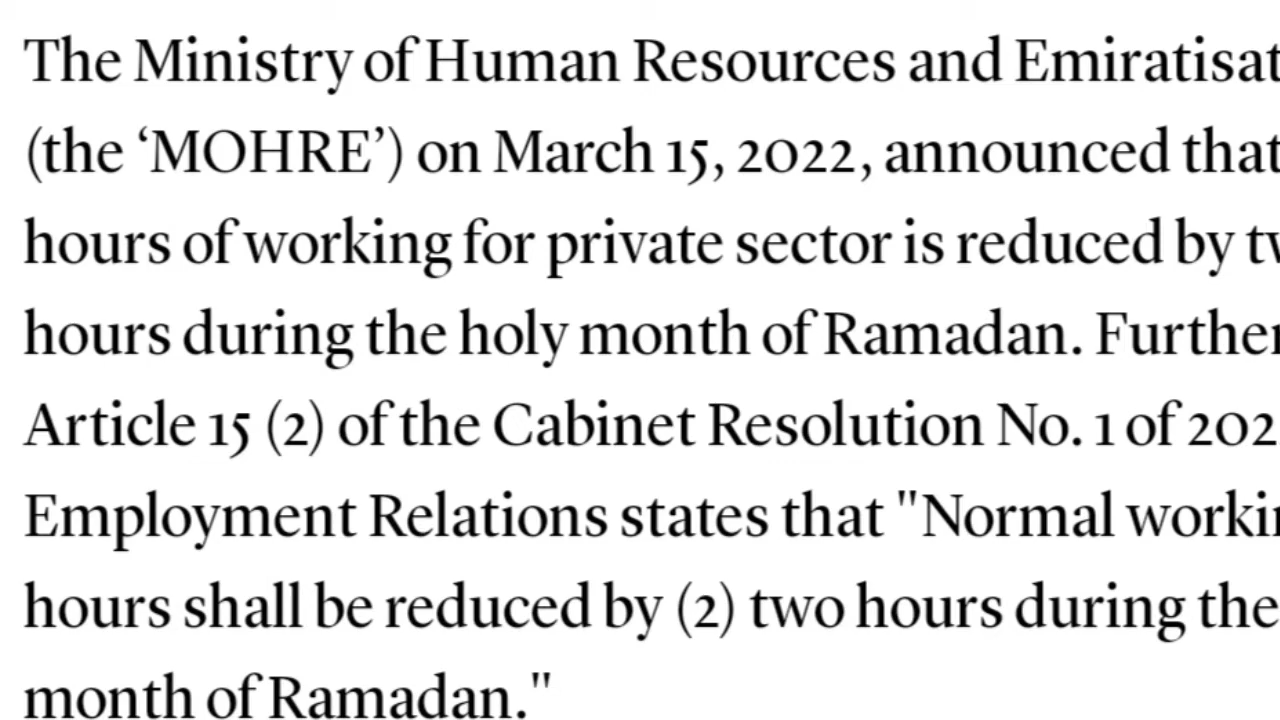 The Ministry of Human Resources and Emiratisat
(the ‘MOHRE’) on March 15, 2022, announced that
hours of working for private sector is reduced by tw
hours during the holy month of Ramadan. Further
Article 15 (2) of the Cabinet Resolution No. 1 of 202
Employment Relations states that "Normal workin
hours shall be reduced by (2) two hours during the
month of Ramadan."